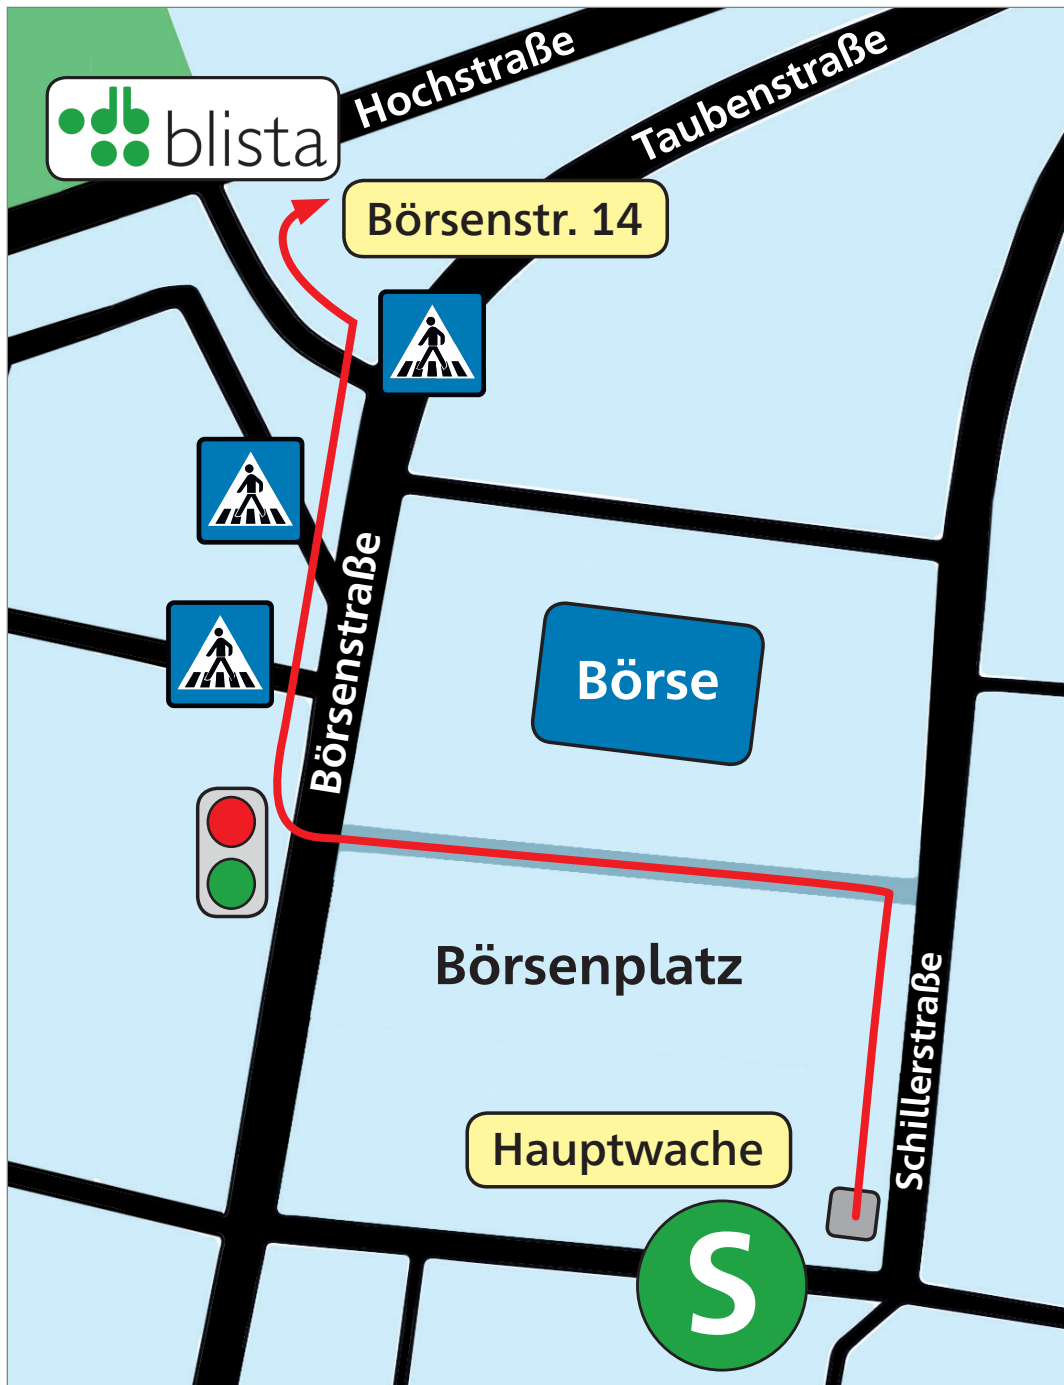 Hochstraße
Taubenstraße
blista
Börsenstr. 14
Börsenstraße
Börse
Börsenplatz
Schillerstraße
Hauptwache
S